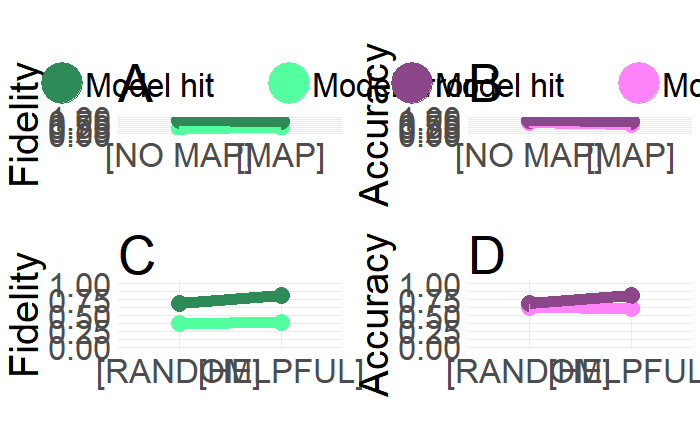 A
B
Model hit
Model error
Model hit
Mo
Fidelity
Accuracy
[NO MAP]
[MAP]
[NO MAP]
[MAP]
C
D
Fidelity
Accuracy
1.00
0.75
0.50
0.25
0.00
1.00
0.75
0.50
0.25
0.00
[RANDOM]
[HELPFUL]
[RANDOM]
[HELPFUL]